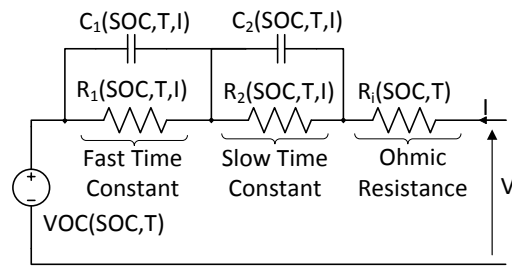 C1(SOC,T,I) C2(SOC,T,I)
R1(SOC,T,I) R2(SOC,T,I) Ri(SOC,T) I
Fast Time Constant
Slow Time Constant
Ohmic Resistance
+
−
VOC(SOC,T)
V